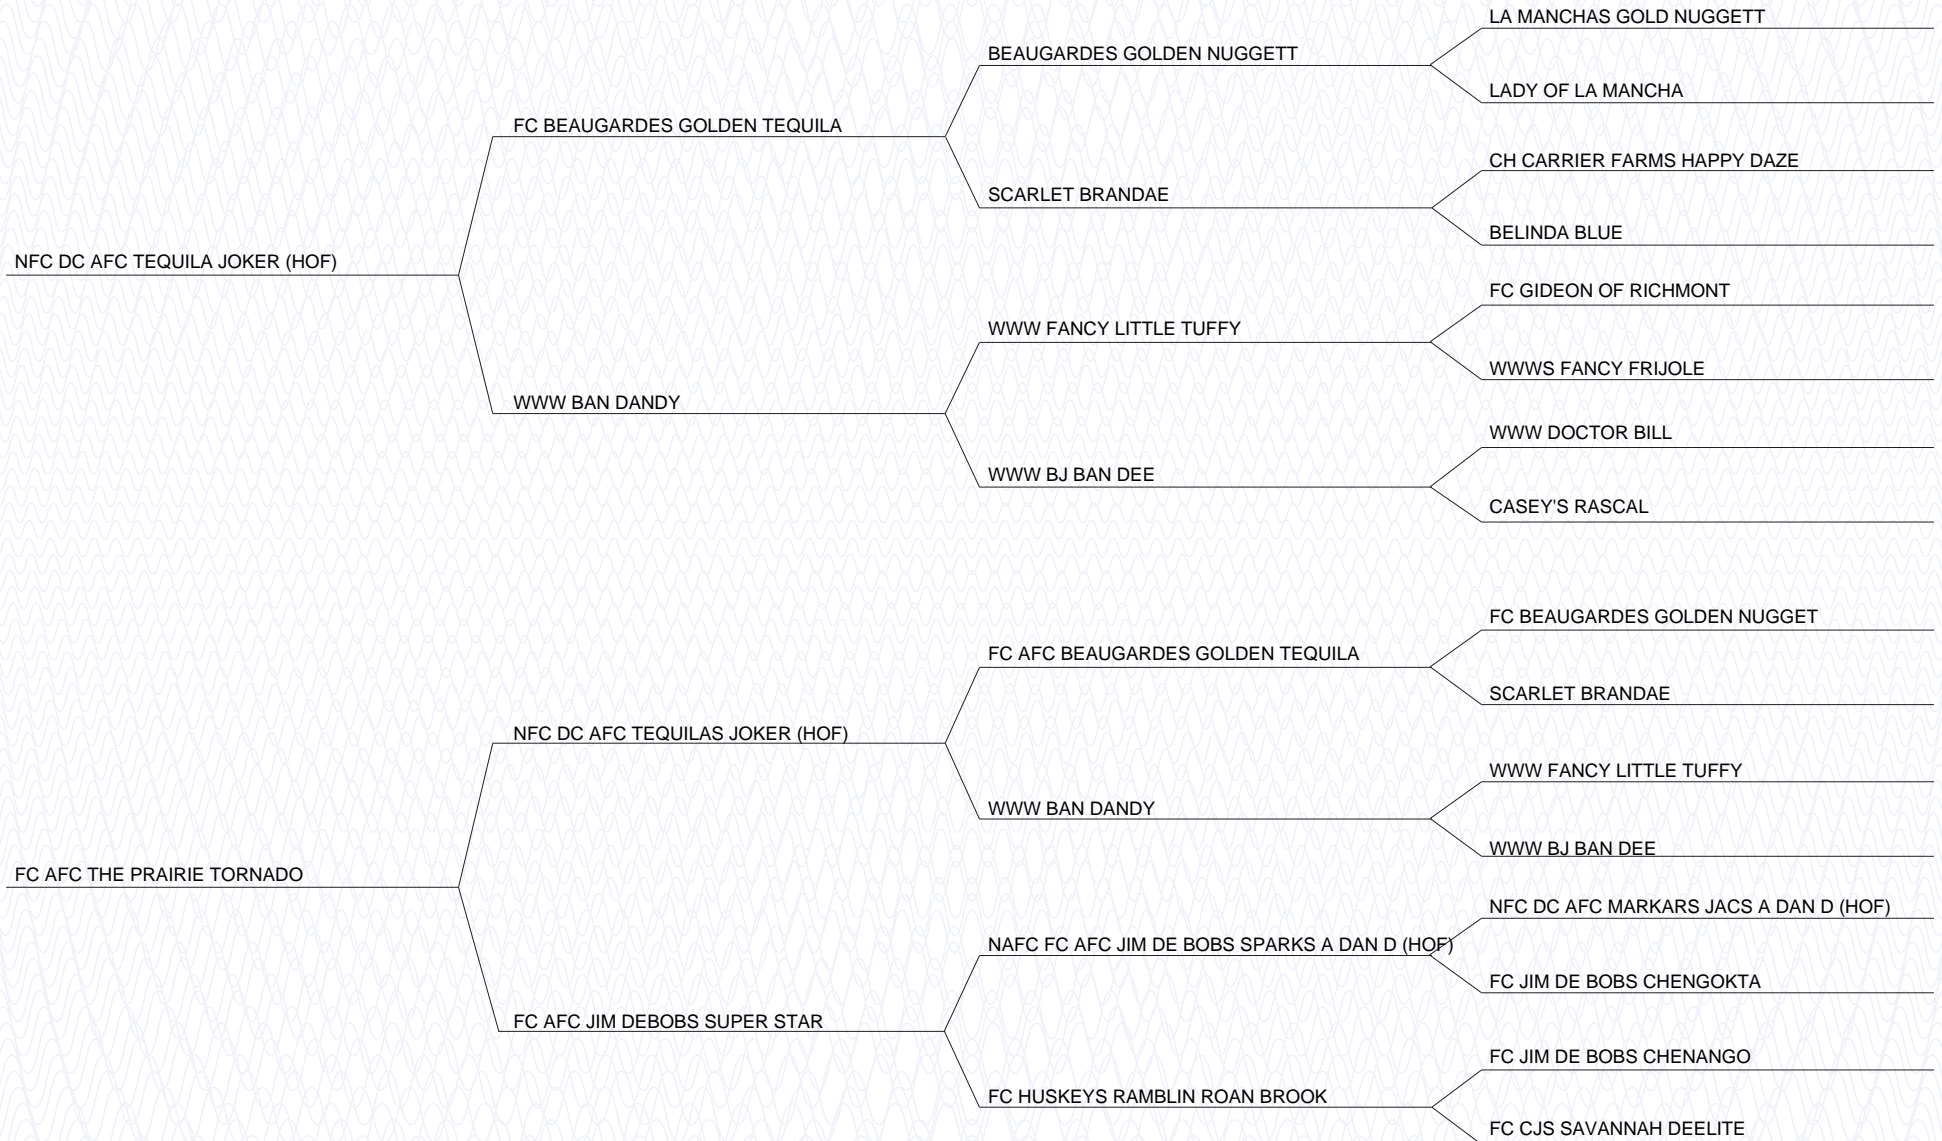 LA MANCHAS GOLD NUGGETT
BEAUGARDES GOLDEN NUGGETT
LADY OF LA MANCHA
FC BEAUGARDES GOLDEN TEQUILA
CH CARRIER FARMS HAPPY DAZE
SCARLET BRANDAE
BELINDA BLUE
NFC DC AFC TEQUILA JOKER (HOF)
FC GIDEON OF RICHMONT
WWW FANCY LITTLE TUFFY
WWWS FANCY FRIJOLE
WWW BAN DANDY
WWW DOCTOR BILL
WWW BJ BAN DEE
CASEY'S RASCAL
FC BEAUGARDES GOLDEN NUGGET
FC AFC BEAUGARDES GOLDEN TEQUILA
SCARLET BRANDAE
NFC DC AFC TEQUILAS JOKER (HOF)
WWW FANCY LITTLE TUFFY
WWW BAN DANDY
WWW BJ BAN DEE
FC AFC THE PRAIRIE TORNADO
NFC DC AFC MARKARS JACS A DAN D (HOF)
NAFC FC AFC JIM DE BOBS SPARKS A DAN D (HOF)
FC JIM DE BOBS CHENGOKTA
FC AFC JIM DEBOBS SUPER STAR
FC JIM DE BOBS CHENANGO
FC HUSKEYS RAMBLIN ROAN BROOK
FC CJS SAVANNAH DEELITE